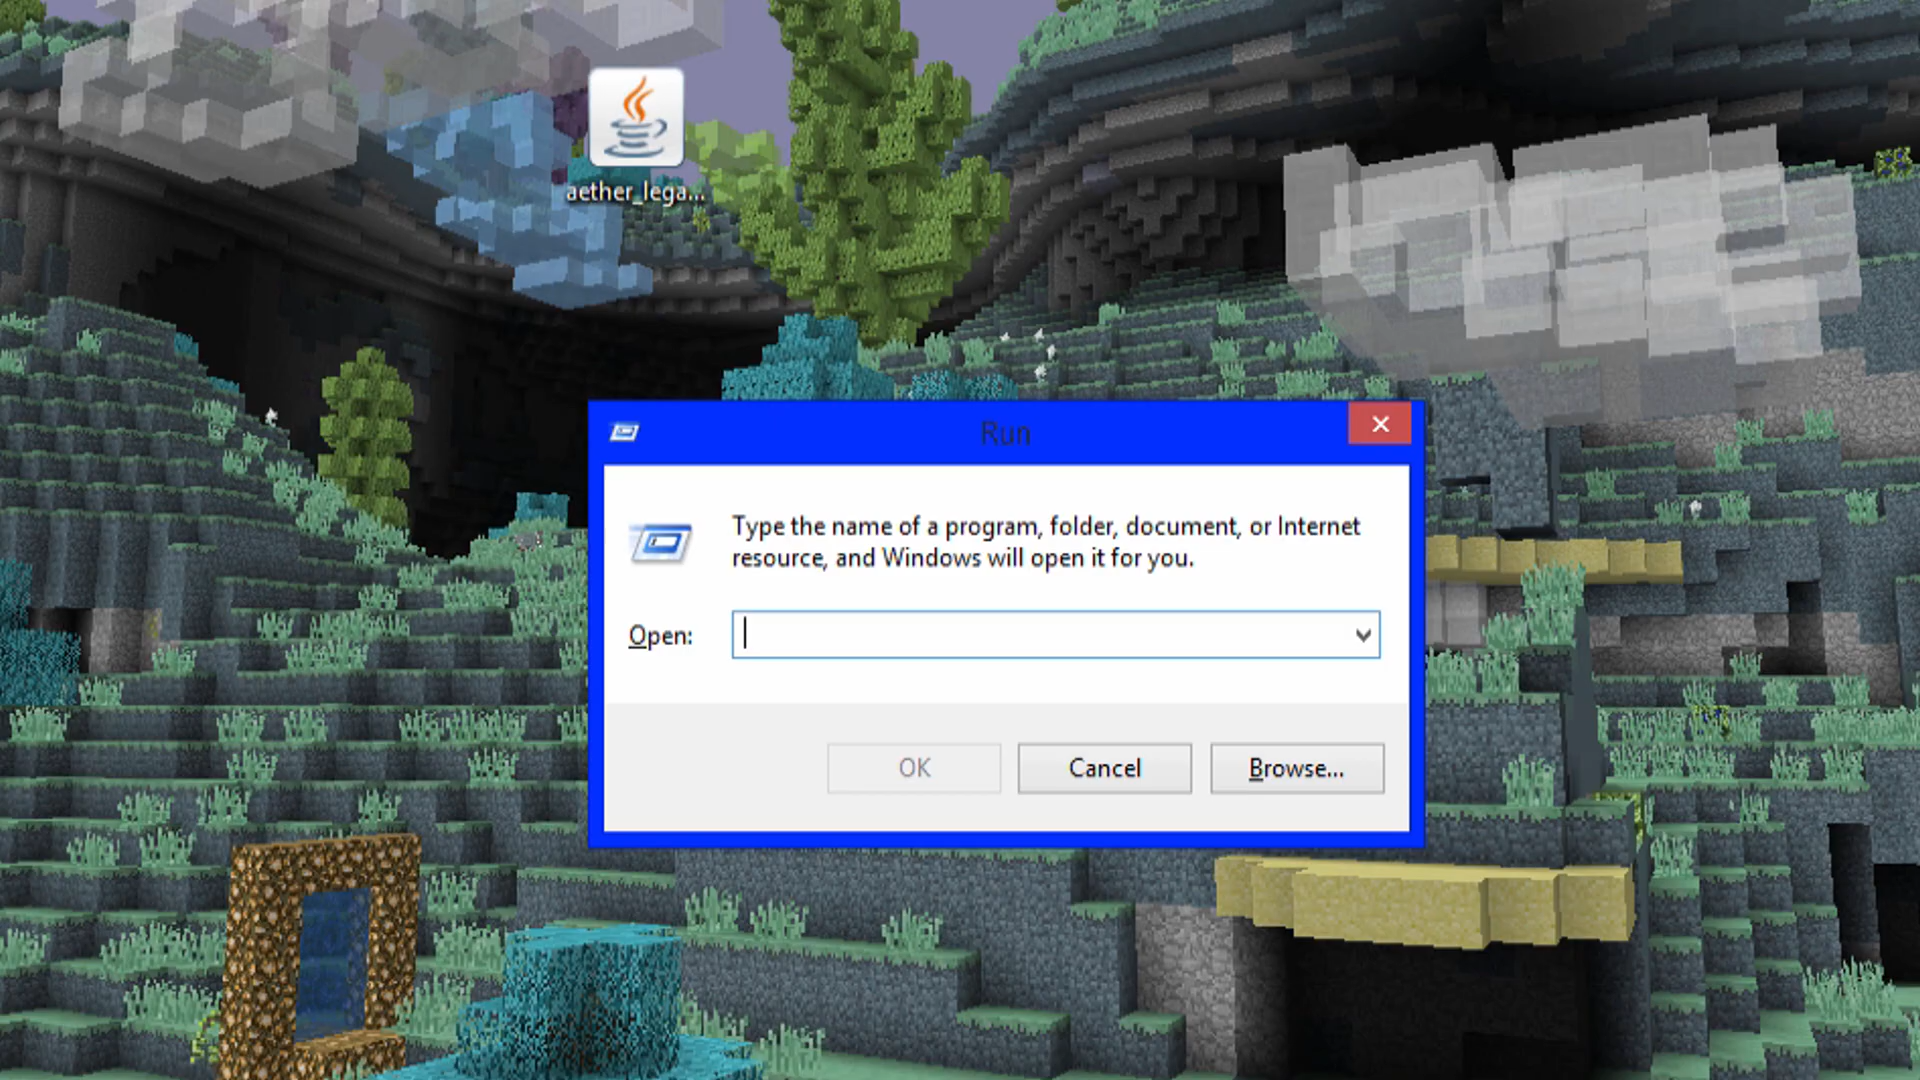 aether_lega...
Run
Type the name of a program, folder, document, or Internet
resource, and Windows will open it for you.
Open:
OK
Cancel
Browse...